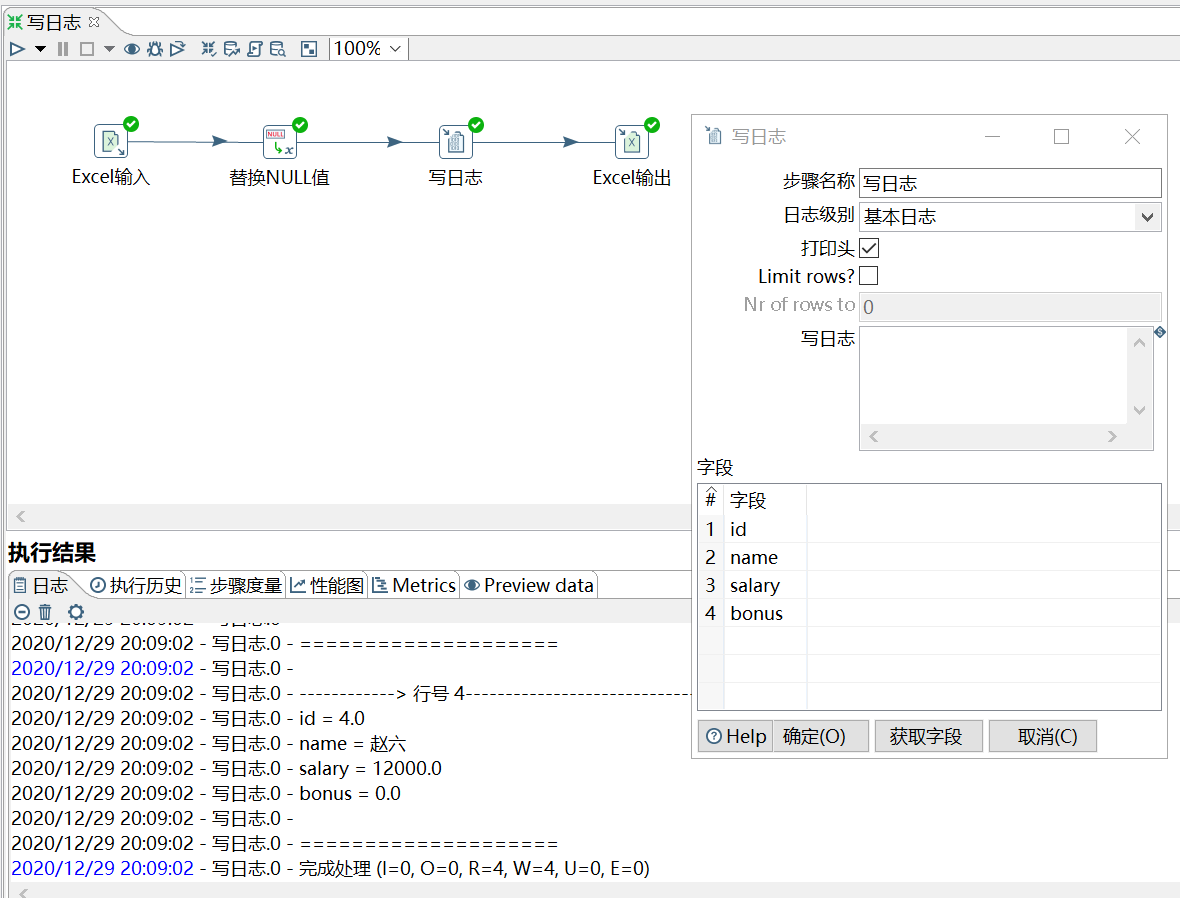 写日志
100%
Excel输入
替换NULL值
写日志
Excel输出
写日志
步骤名称 写日志
日志级别 基本日志
打印头
Limit rows?
Nr of rows to 0
写日志
字段
# 字段
1 id
2 name
3 salary
4 bonus
Help 确定(O) 获取字段 取消(C)
执行结果
日志 执行历史 步骤度量 性能图 Metrics Preview data
2020/12/29 20:09:02 - 写日志.0 - ====================
2020/12/29 20:09:02 - 写日志.0 -
2020/12/29 20:09:02 - 写日志.0 - ------------> 行号 4-----------------------------
2020/12/29 20:09:02 - 写日志.0 - id = 4.0
2020/12/29 20:09:02 - 写日志.0 - name = 赵六
2020/12/29 20:09:02 - 写日志.0 - salary = 12000.0
2020/12/29 20:09:02 - 写日志.0 - bonus = 0.0
2020/12/29 20:09:02 - 写日志.0 -
2020/12/29 20:09:02 - 写日志.0 - ====================
2020/12/29 20:09:02 - 写日志.0 - 完成处理 (I=0, O=0, R=4, W=4, U=0, E=0)